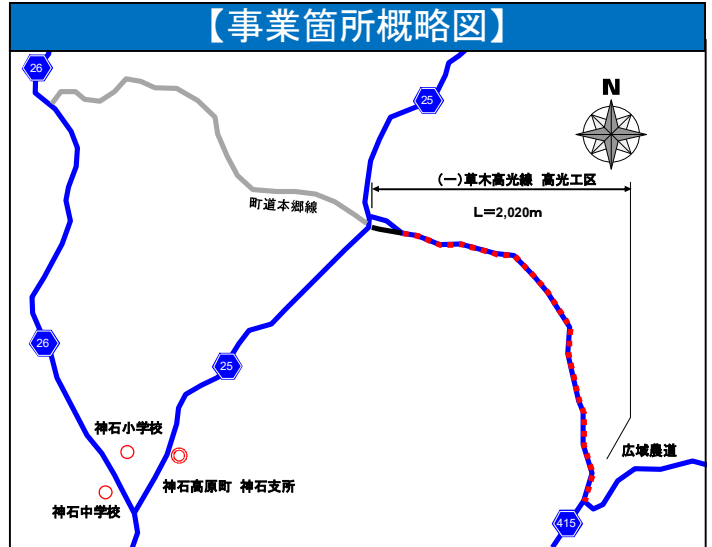 【事業箇所概略図】
26
25
N
(一)草木高光線 高光工区
L=2,020m
町道本郷線
26
25
神石小学校
神石高原町 神石支所
神石中学校
広域農道
415